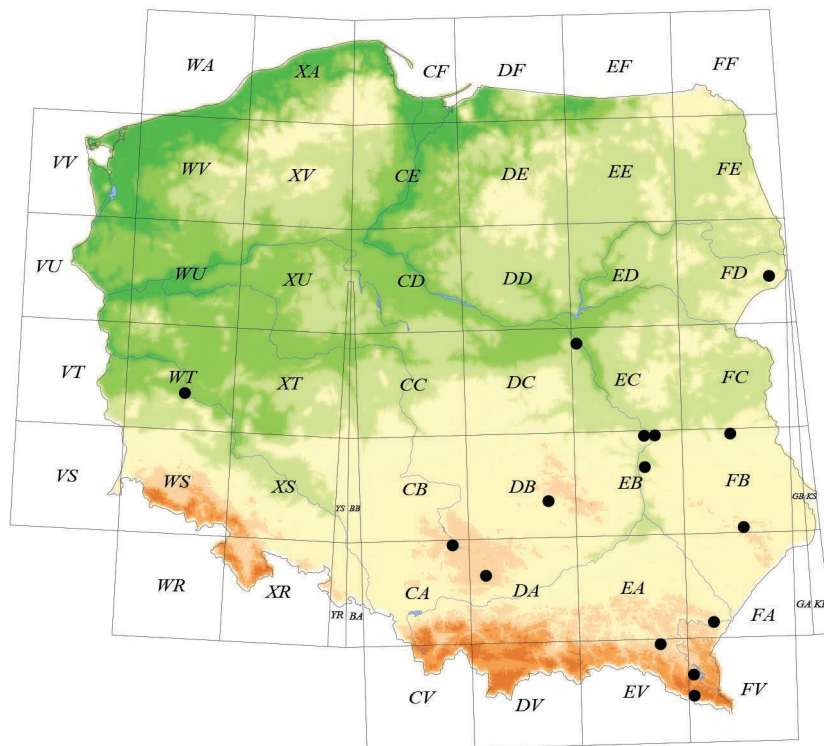 WA XA CF DF EF FF
VV WV XV CE DE EE FE
VU WU XU CD DD ED FD
VT WT XT CC DC EC FC
VS WS XS YS BB CB DB EB FB GB KS
WR XR YR BA CA DA EA FA GA
CV DV EV FV